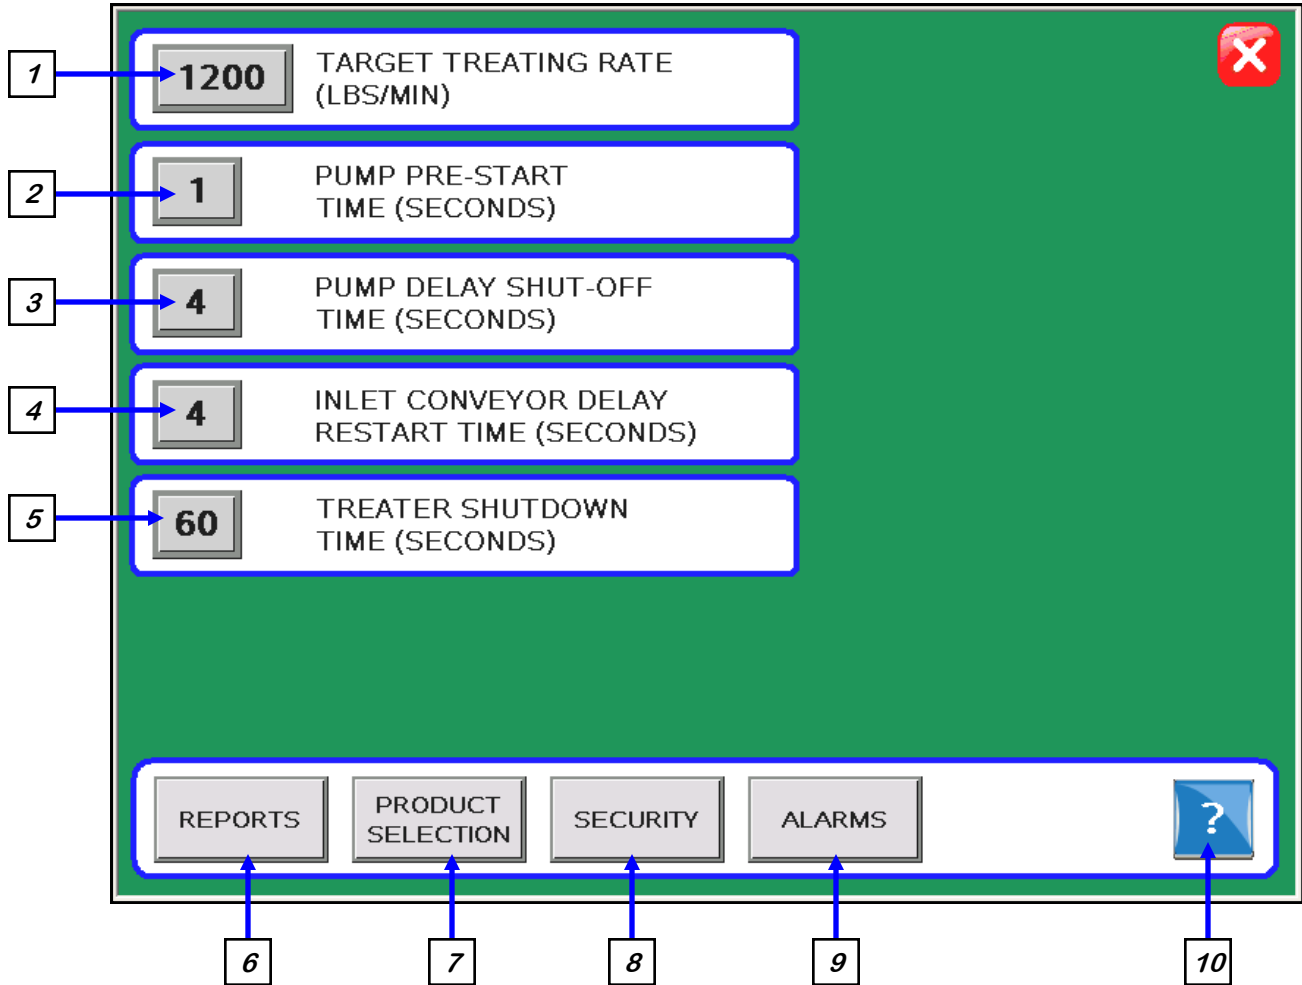 1
1200
TARGET TREATING RATE
(LBS/MIN)
2
1
PUMP PRE-START
TIME (SECONDS)
3
4
PUMP DELAY SHUT-OFF
TIME (SECONDS)
4
4
INLET CONVEYOR DELAY
RESTART TIME (SECONDS)
5
60
TREATER SHUTDOWN
TIME (SECONDS)
REPORTS
PRODUCT
SELECTION
SECURITY
ALARMS
?
6
7
8
9
10